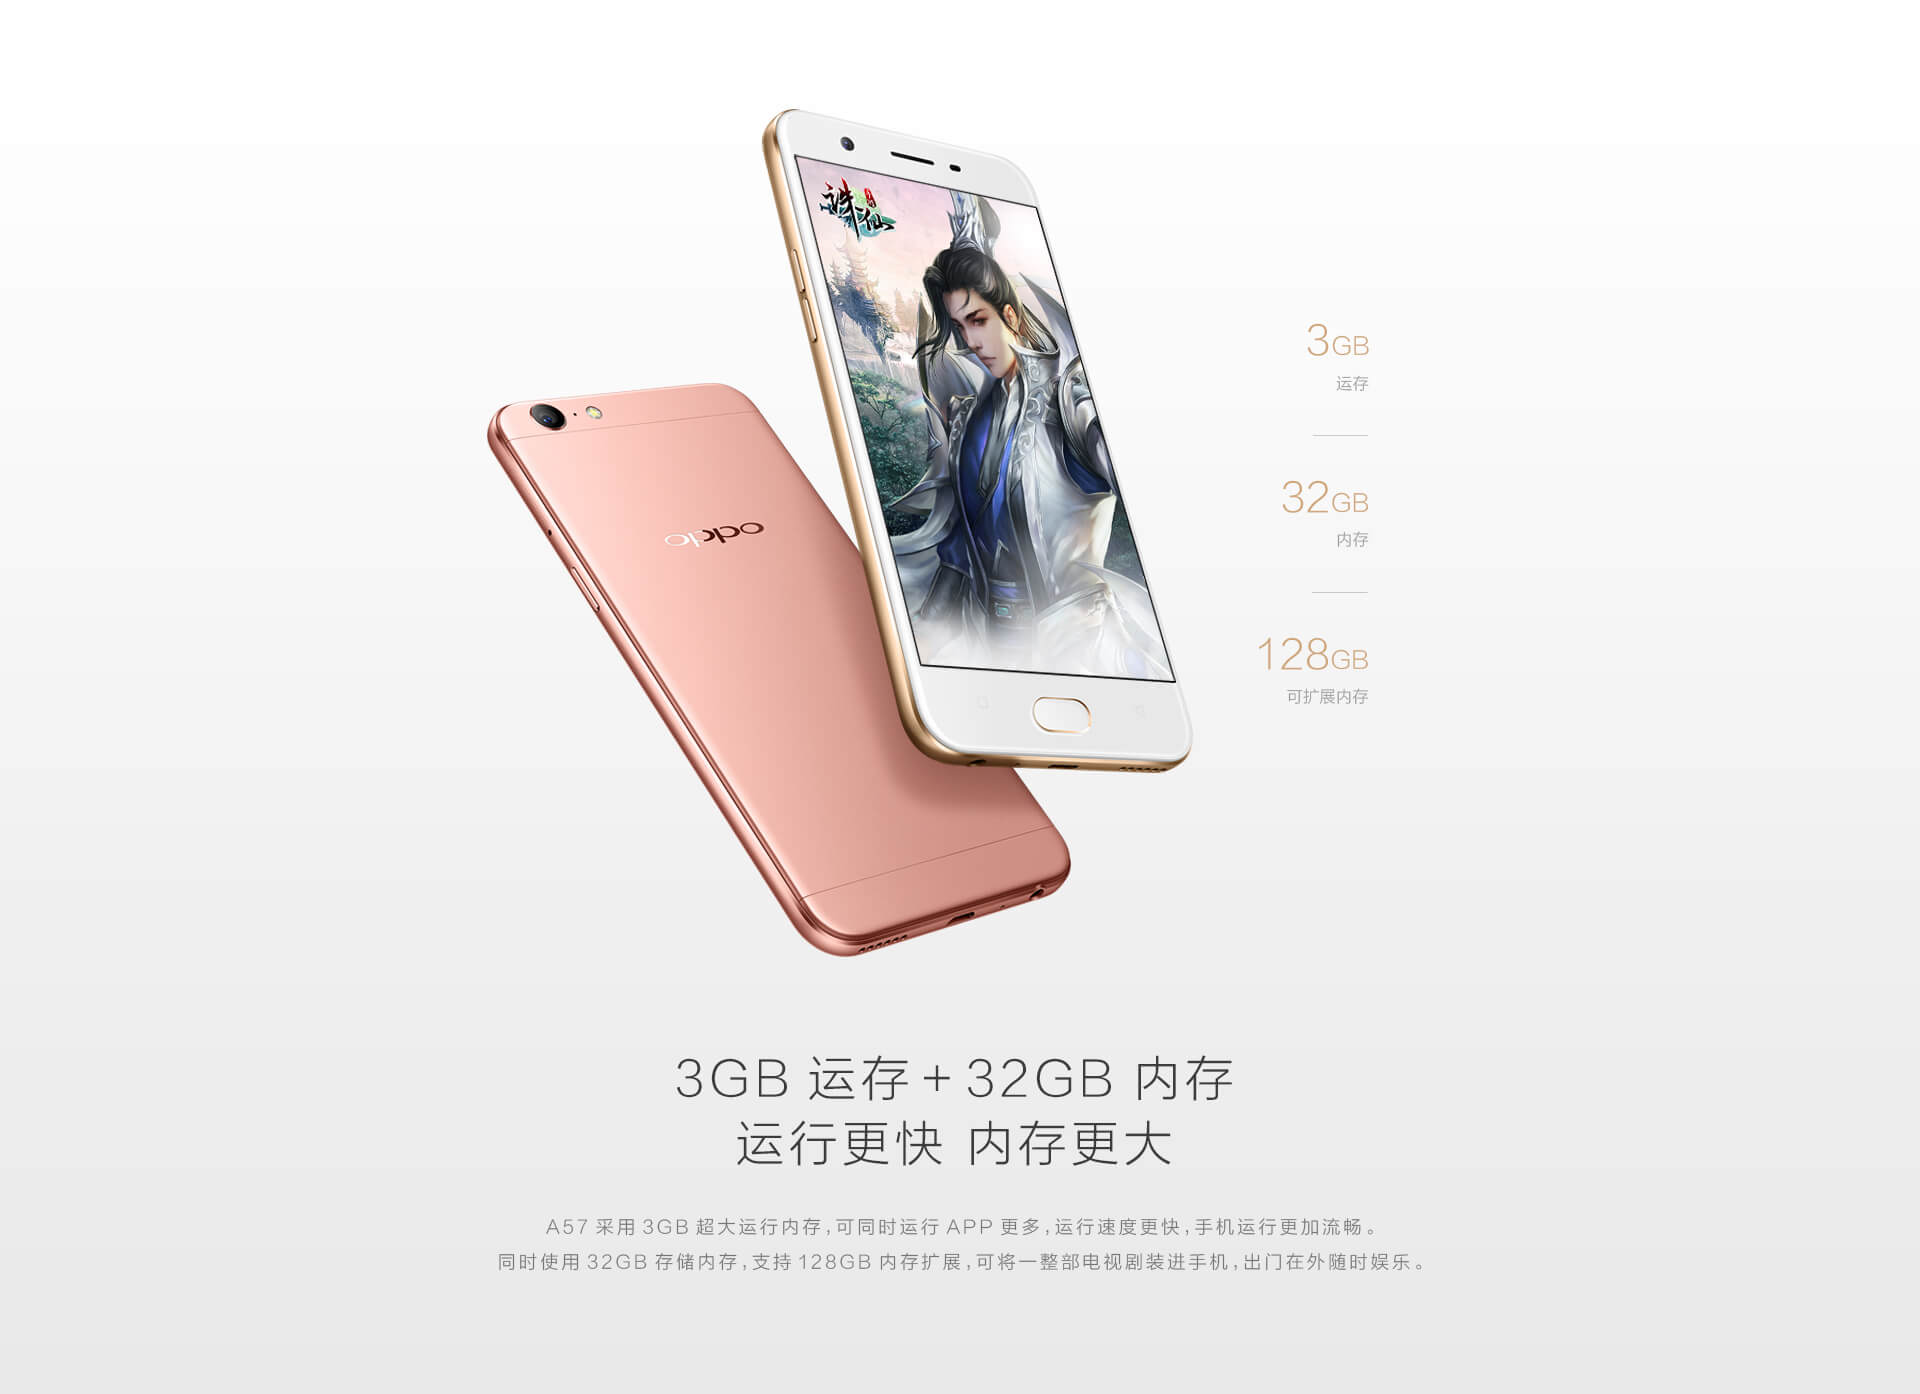 诛仙
oppo
3GB
运存
32GB
内存
128GB
可扩展内存
3GB 运存+32GB 内存
运行更快 内存更大
A57 采用 3GB 超大运行内存,可同时运行 APP 更多,运行速度更快,手机运行更加流畅。
同时使用 32GB 存储内存,支持 128GB 内存扩展,可将一整部电视剧装进手机,出门在外随时娱乐。